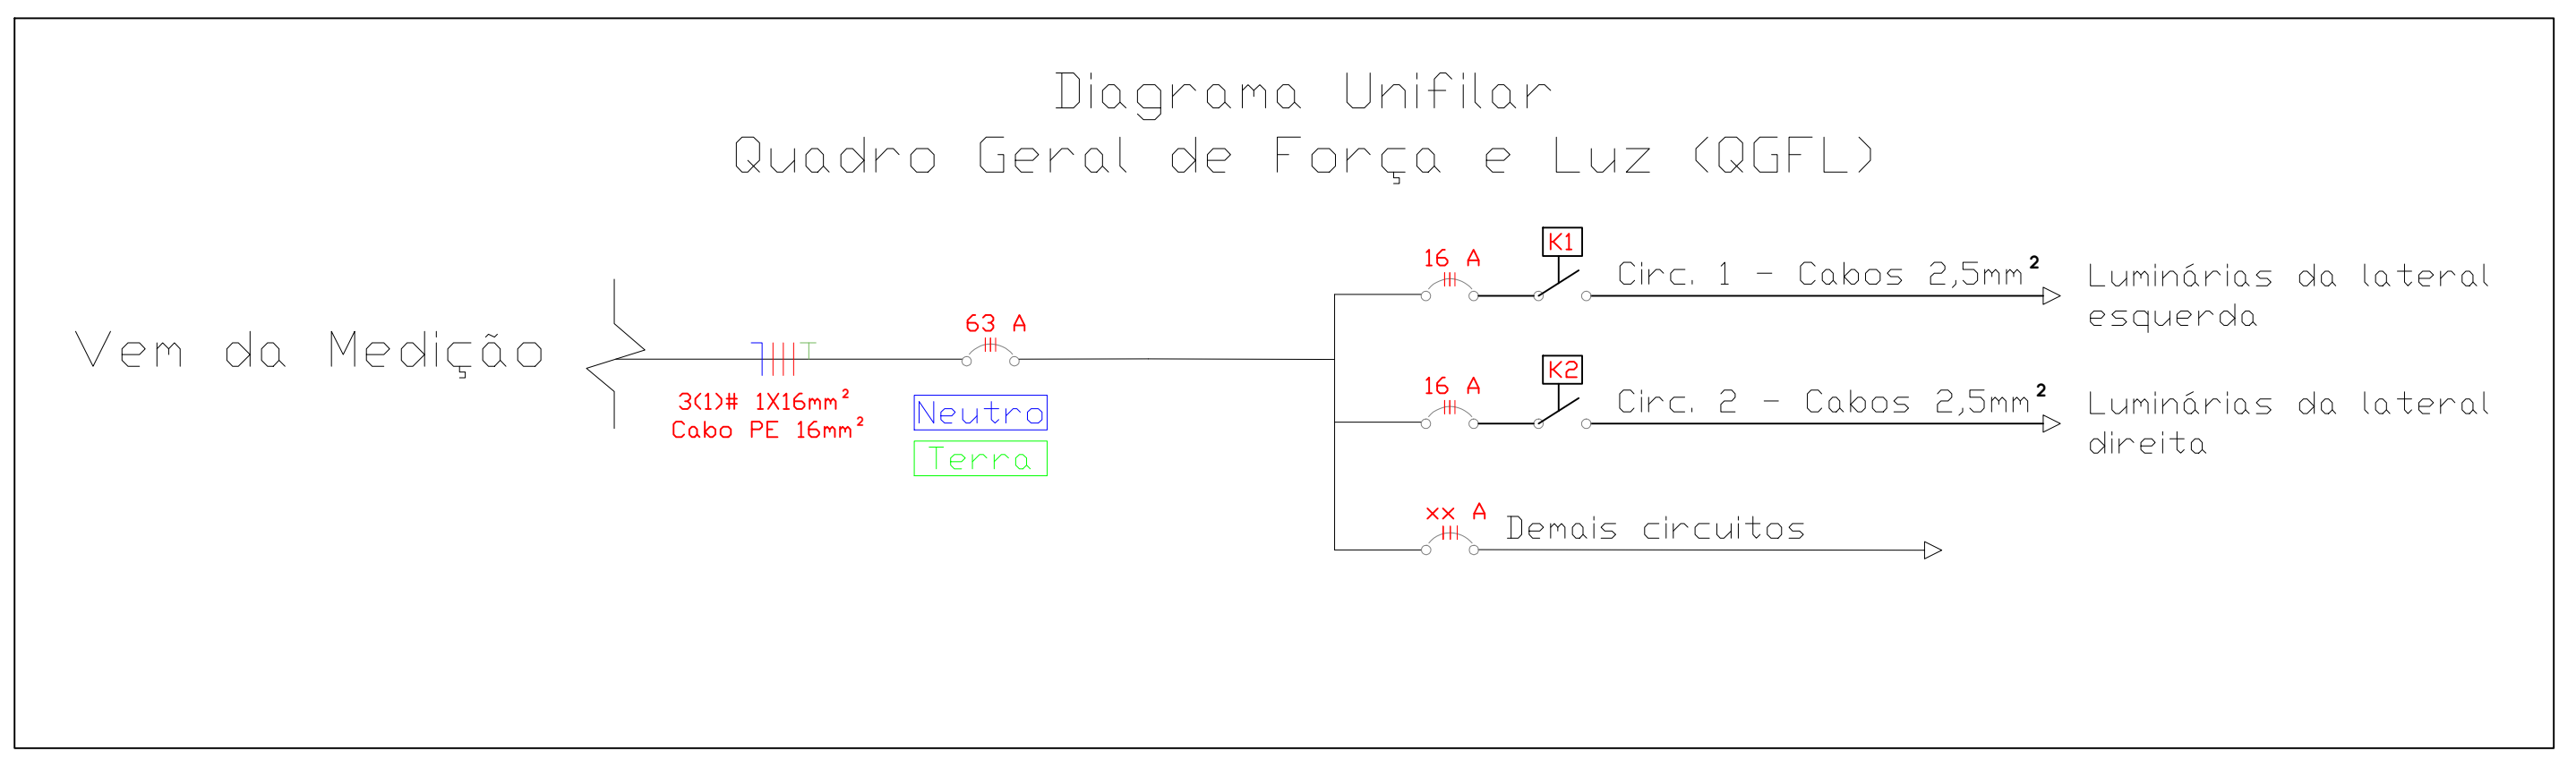 Diagrama Unifilar
Quadro Geral de Força e Luz (QGFL)
Vem da Medição
3(1)# 1X16mm²
Cabo PE 16mm²
63 A
Neutro
Terra
16 A
K1
Circ. 1 - Cabos 2,5mm²
Luminárias da lateral
esquerda
16 A
K2
Circ. 2 - Cabos 2,5mm²
Luminárias da lateral
direita
xx A
Demais circuitos